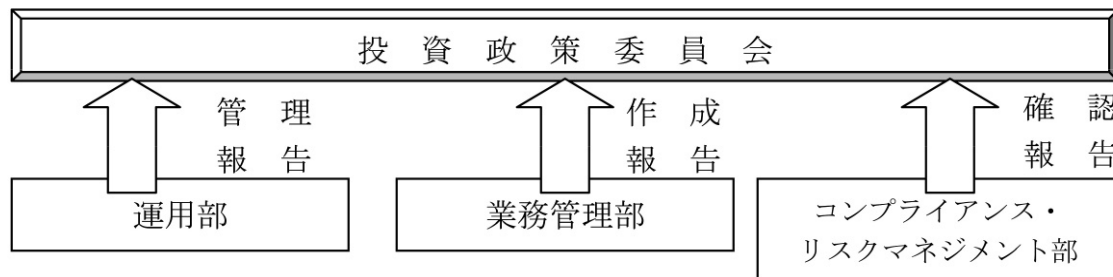 投資政策委員会
管理
報告
作成
報告
確認
報告
運用部
業務管理部
コンプライアンス・
リスクマネジメント部